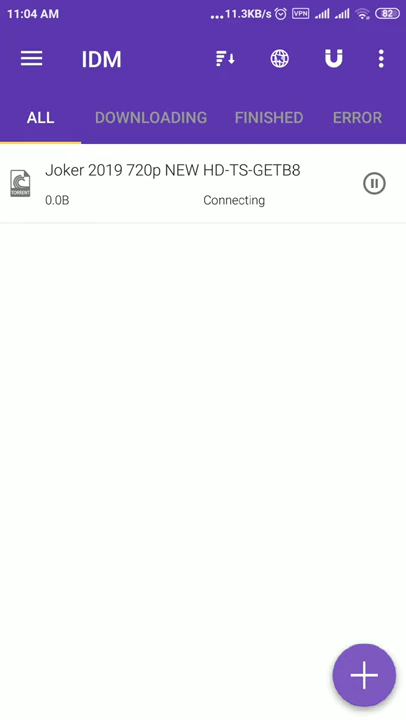 11:04 AM ...11.3KB/s VPN 82
IDM
ALL DOWNLOADING FINISHED ERROR
Joker 2019 720p NEW HD-TS-GETB8
TORRENT
0.0B Connecting